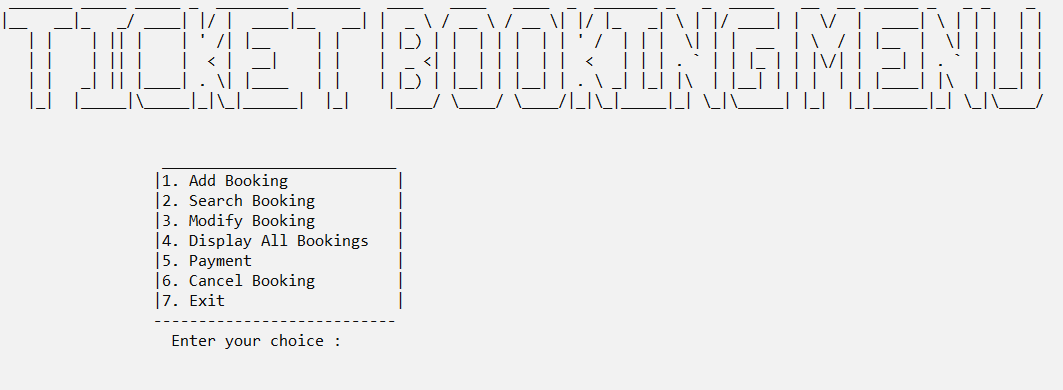 TICKET BOOKING MENU
1. Add Booking
2. Search Booking
3. Modify Booking
4. Display All Bookings
5. Payment
6. Cancel Booking
7. Exit
Enter your choice :